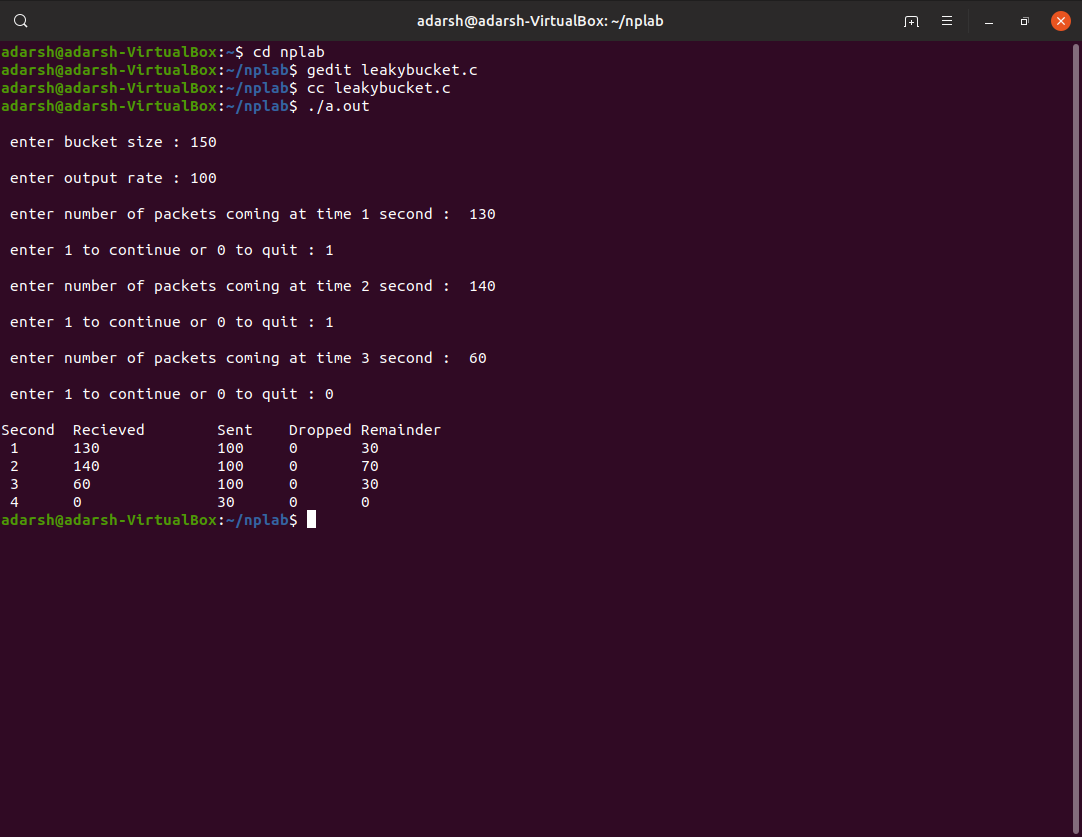 adarsh@adarsh-VirtualBox: ~/nplab
adarsh@adarsh-VirtualBox:~$ cd nplab
adarsh@adarsh-VirtualBox:~/nplab$ gedit leakybucket.c
adarsh@adarsh-VirtualBox:~/nplab$ cc leakybucket.c
adarsh@adarsh-VirtualBox:~/nplab$ ./a.out
enter bucket size : 150
enter output rate : 100
enter number of packets coming at time 1 second :  130
enter 1 to continue or 0 to quit : 1
enter number of packets coming at time 2 second :  140
enter 1 to continue or 0 to quit : 1
enter number of packets coming at time 3 second :  60
enter 1 to continue or 0 to quit : 0
Second  Recieved        Sent    Dropped Remainder
1      130             100     0       30
2      140             100     0       70
3      60              100     0       30
4      0               30      0       0
adarsh@adarsh-VirtualBox:~/nplab$